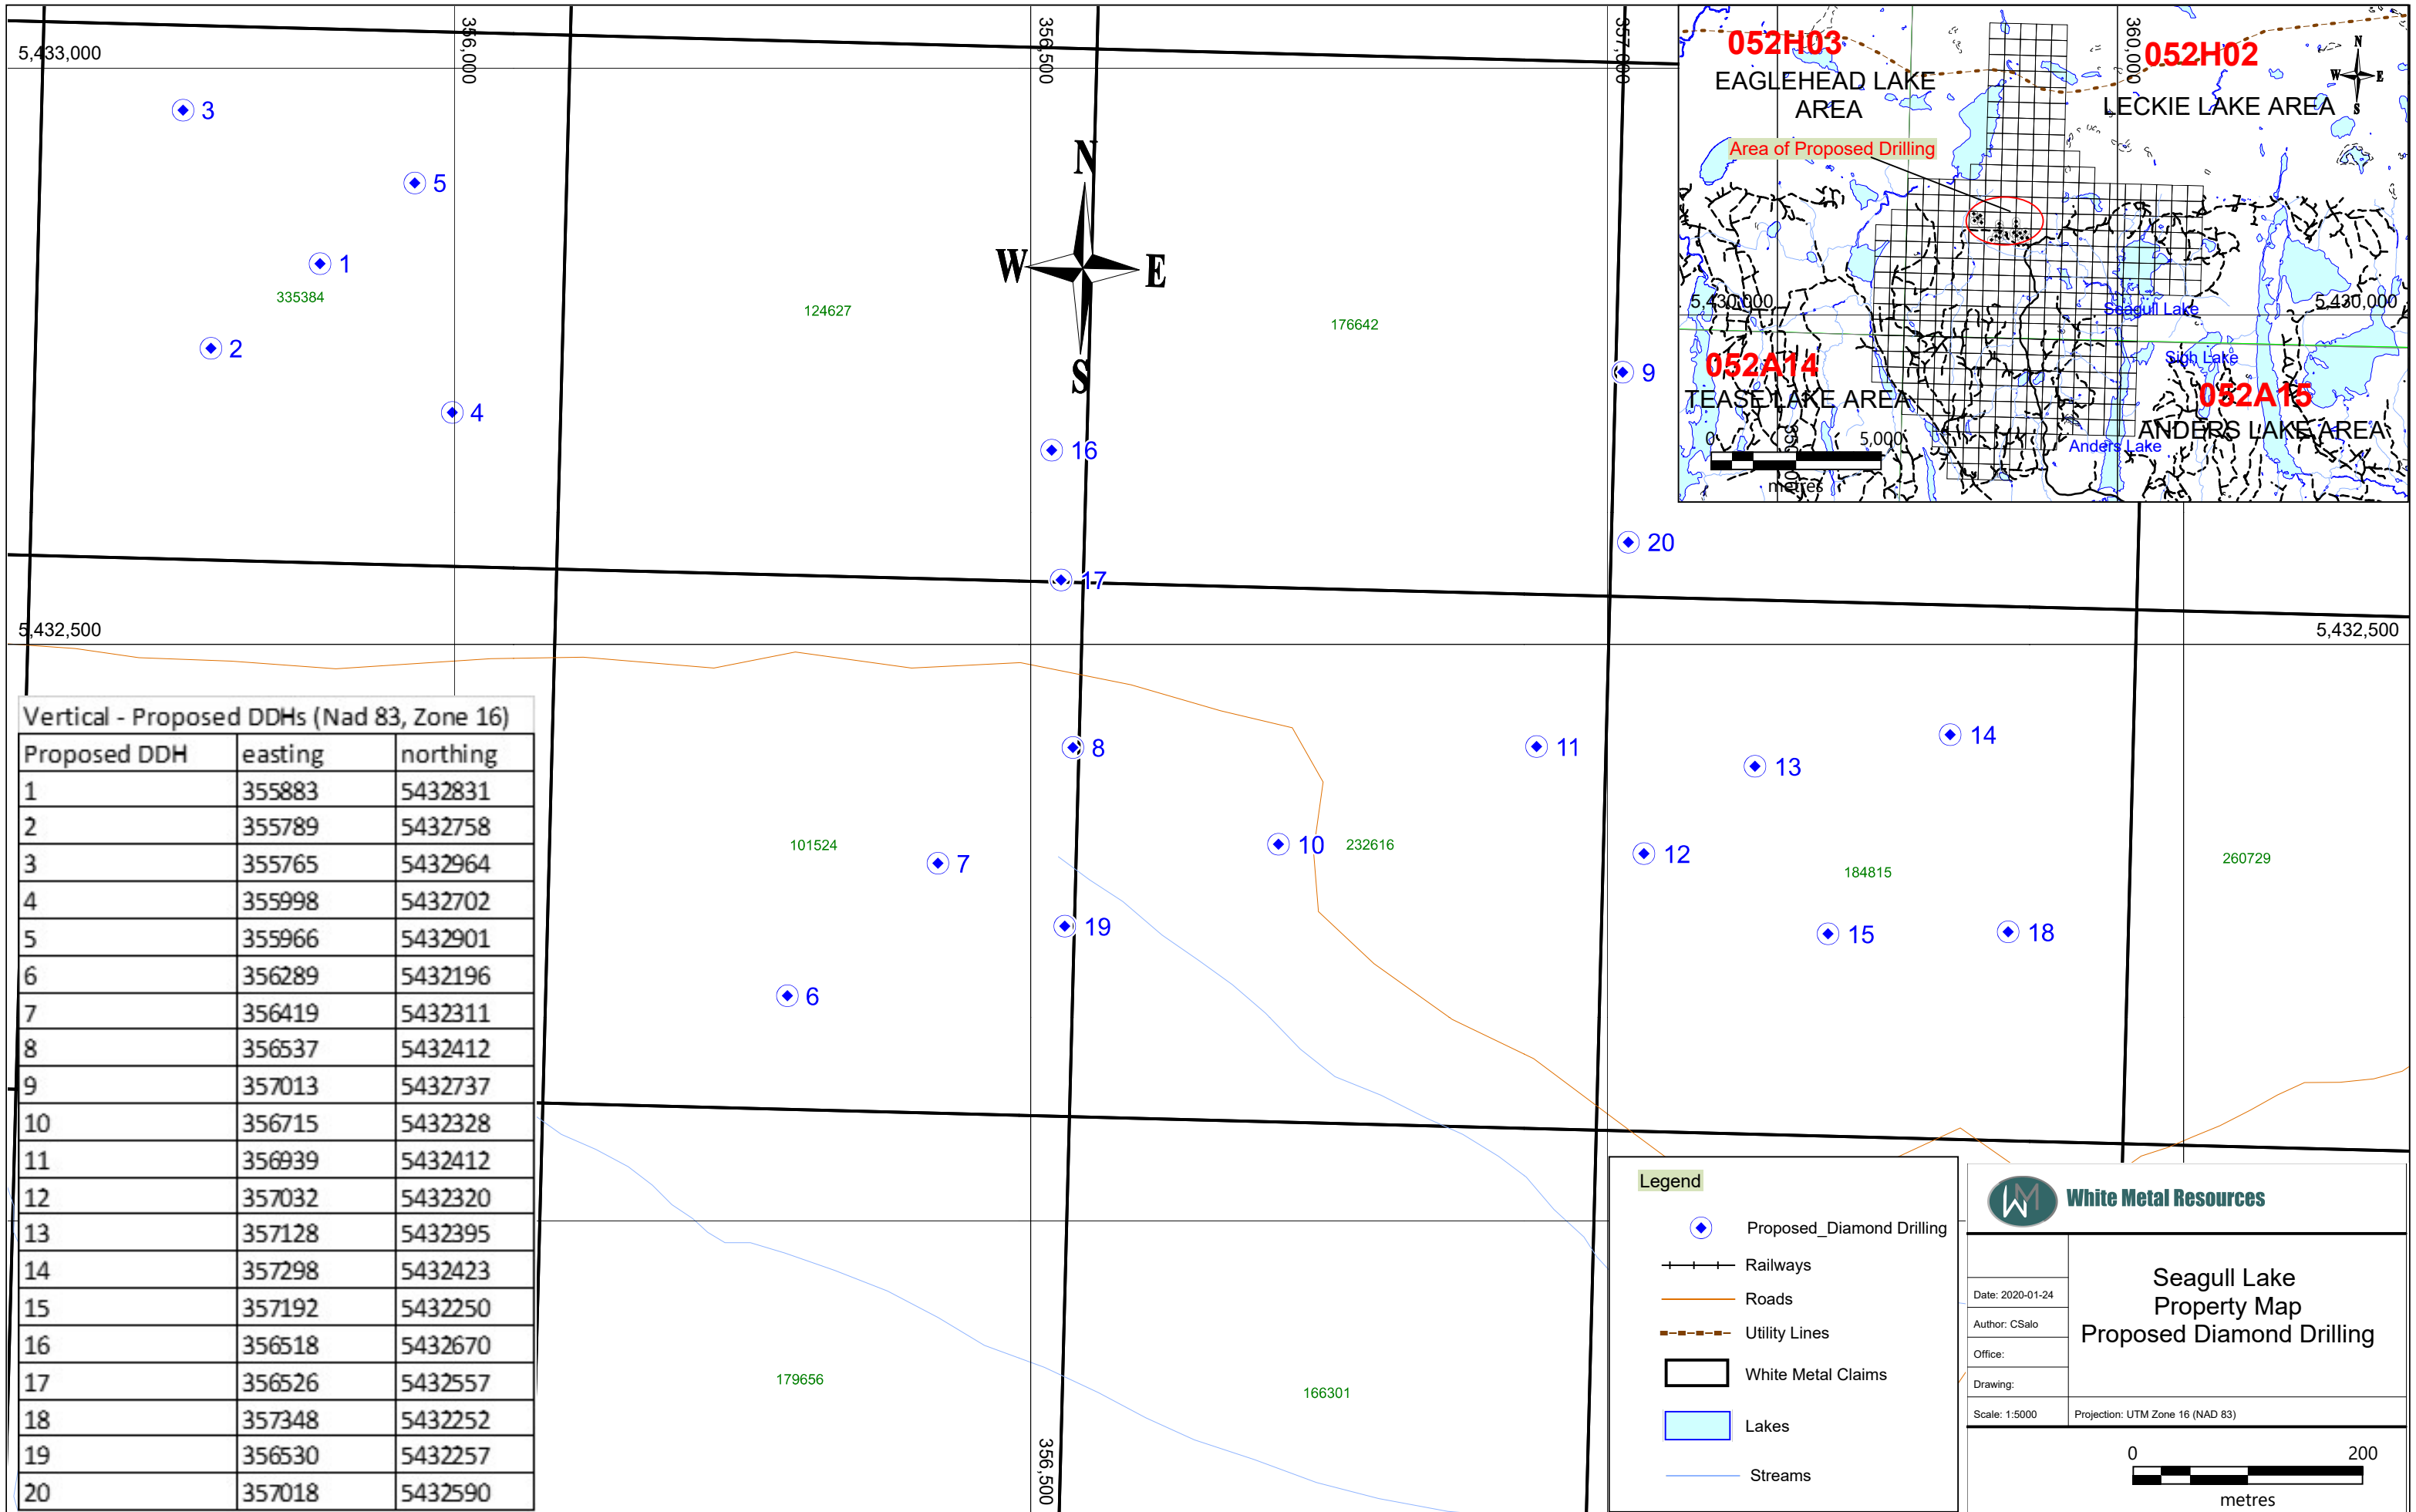 356,000
356,500
357,000
5,433,000
3
5
1
335384
2
4
124627
176642
N
W E
S
16
17
9
20
5,432,500
5,432,500
8
11
13
14
101524
7
10
232616
12
184815
260729
19
15
18
6
179656
166301
356,500
052H03
EAGLEHEAD LAKE
AREA
360,000
052H02
LECKIE LAKE AREA
N
W E
S
Area of Proposed Drilling
5,430,000
5,430,000
Seagull Lake
052A14
TEASE LAKE AREA
052A15
ANDERS LAKE AREA
Anders Lake
0 5,000
metres
Vertical - Proposed DDHs (Nad 83, Zone 16)
Proposed DDH easting northing
1 355883 5432831
2 355789 5432758
3 355765 5432964
4 355998 5432702
5 355966 5432901
6 356289 5432196
7 356419 5432311
8 356537 5432412
9 357013 5432737
10 356715 5432328
11 356939 5432412
12 357032 5432320
13 357128 5432395
14 357298 5432423
15 357192 5432250
16 356518 5432670
17 356526 5432557
18 357348 5432252
19 356530 5432257
20 357018 5432590
Legend
Proposed_Diamond Drilling
Railways
Roads
Utility Lines
White Metal Claims
Lakes
Streams
WM White Metal Resources
Seagull Lake
Property Map
Proposed Diamond Drilling
Date: 2020-01-24
Author: CSalo
Office:
Drawing:
Scale: 1:5000
Projection: UTM Zone 16 (NAD 83)
0 200
metres